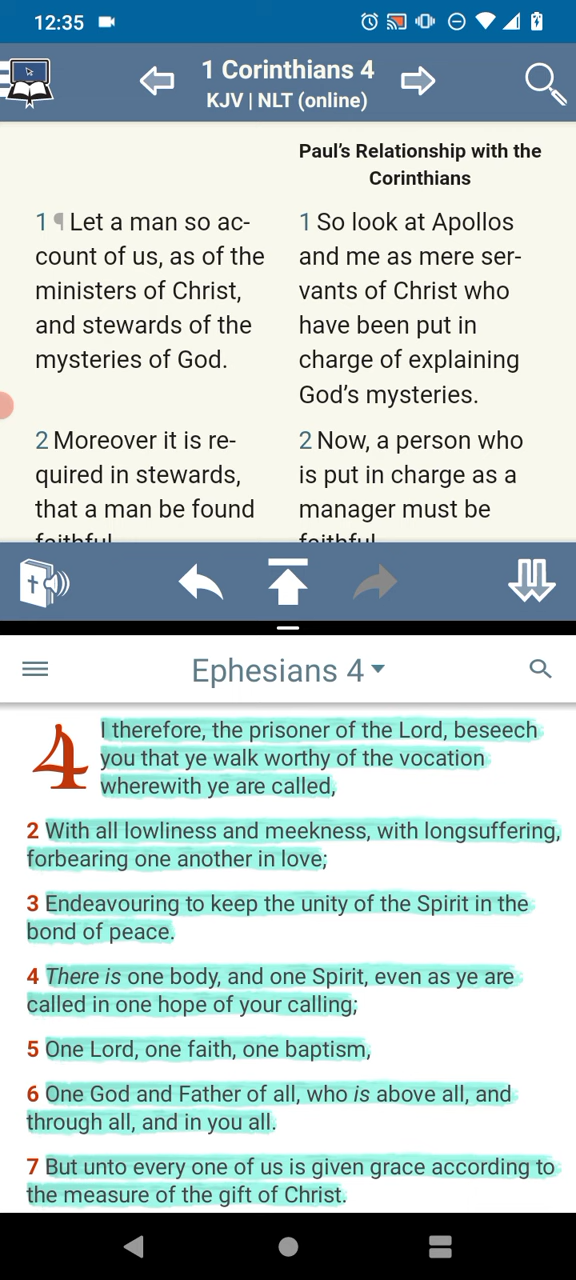 12:35
1 Corinthians 4
KJV | NLT (online)
Paul's Relationship with the
Corinthians
1 ¶ Let a man so ac-
count of us, as of the
ministers of Christ,
and stewards of the
mysteries of God.
1 So look at Apollos
and me as mere ser-
vants of Christ who
have been put in
charge of explaining
God's mysteries.
2 Moreover it is re-
quired in stewards,
that a man be found
faithful
2 Now, a person who
is put in charge as a
manager must be
faithful
Ephesians 4
4 I therefore, the prisoner of the Lord, beseech
you that ye walk worthy of the vocation
wherewith ye are called,
2 With all lowliness and meekness, with longsuffering,
forbearing one another in love;
3 Endeavouring to keep the unity of the Spirit in the
bond of peace.
4 There is one body, and one Spirit, even as ye are
called in one hope of your calling;
5 One Lord, one faith, one baptism,
6 One God and Father of all, who is above all, and
through all, and in you all.
7 But unto every one of us is given grace according to
the measure of the gift of Christ.